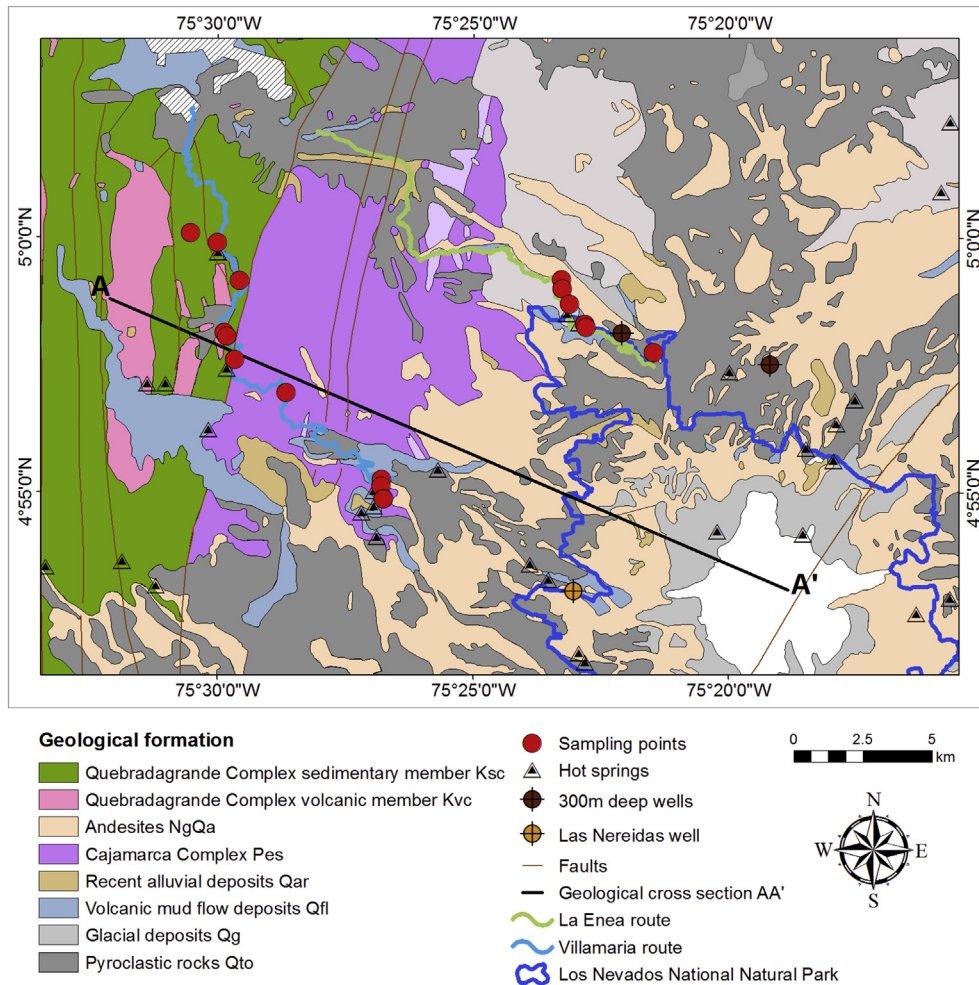 75°30'0"W 75°25'0"W 75°20'0"W
5°0'0"N 5°0'0"N
A
4°55'0"N 4°55'0"N
A'
75°30'0"W 75°25'0"W 75°20'0"W
Geological formation
Quebradagrande Complex sedimentary member Ksc
Quebradagrande Complex volcanic member Kvc
Andesites NgQa
Cajamarca Complex Pes
Recent alluvial deposits Qar
Volcanic mud flow deposits Qfl
Glacial deposits Qg
Pyroclastic rocks Qto
Sampling points
Hot springs
300m deep wells
Las Nereidas well
Faults
Geological cross section AA'
La Enea route
Villamaria route
Los Nevados National Natural Park
0 2.5 5
km
N
W E
S